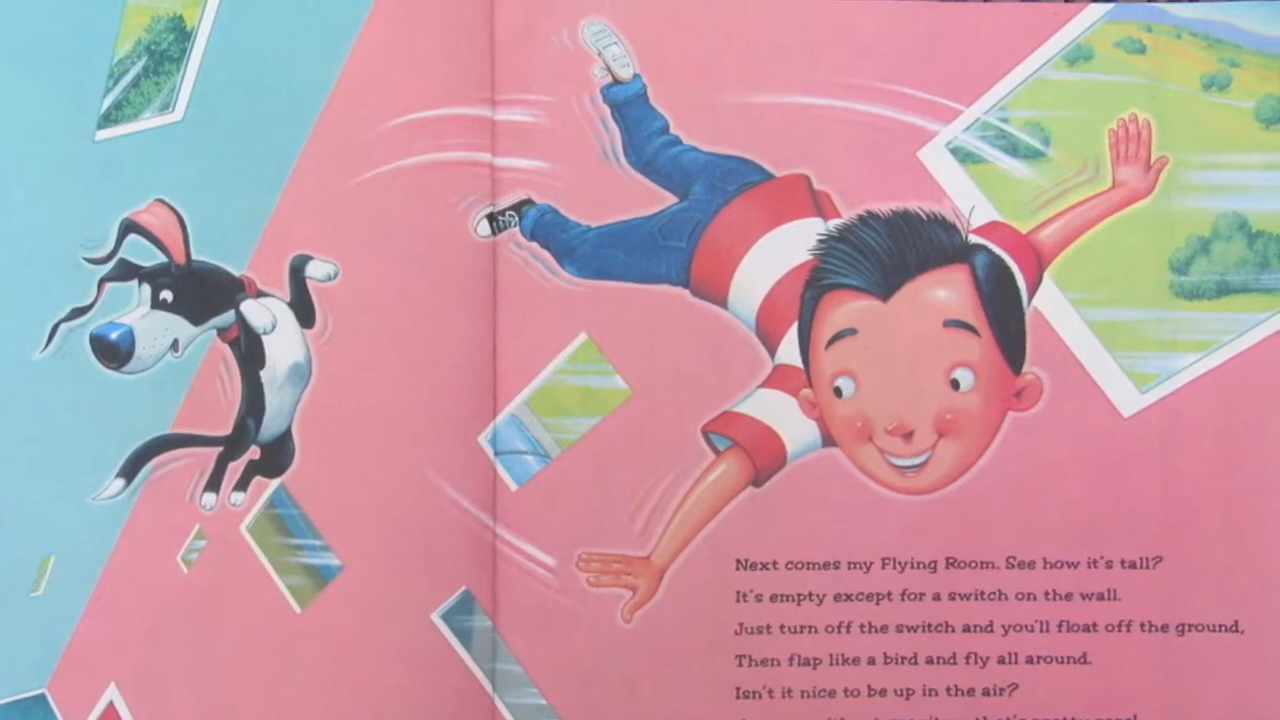 Next comes my Flying Room. See how it's tall?
It's empty except for a switch on the wall.
Just turn off the switch and you'll float off the ground,
Then flap like a bird and fly all around.
Isn't it nice to be up in the air?